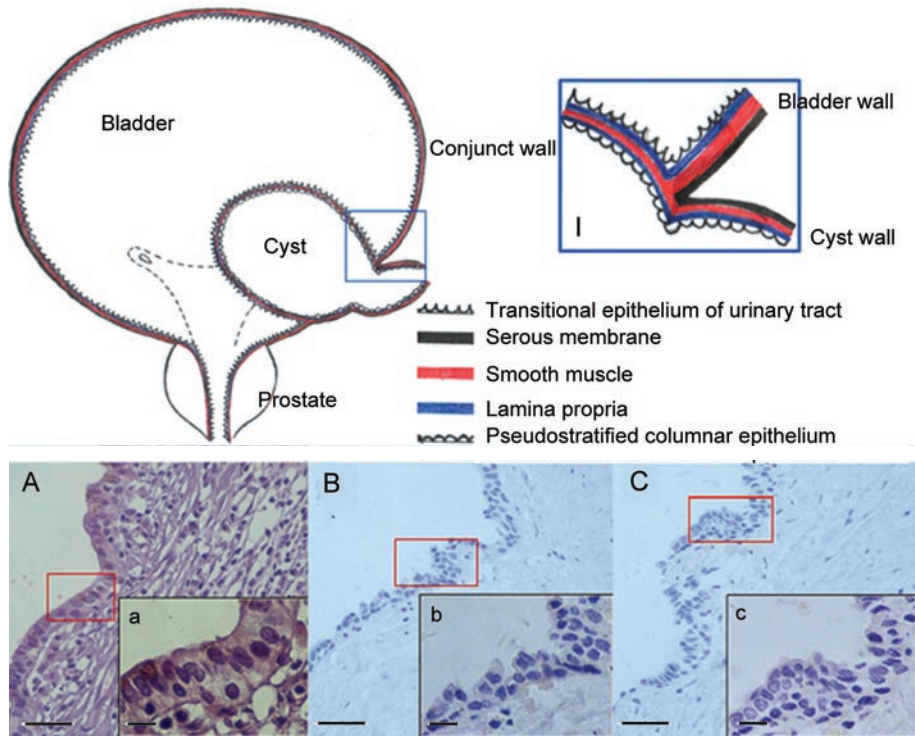 Bladder
Conjunct wall
Cyst
Prostate
Bladder wall
I
Cyst wall
Transitional epithelium of urinary tract
Serous membrane
Smooth muscle
Lamina propria
Pseudostratified columnar epithelium
A
a
B
b
C
c